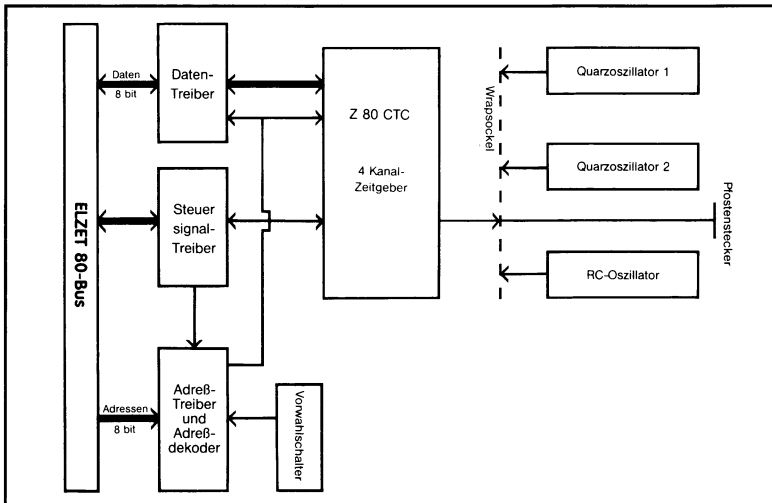 ELZET 80-Bus
Daten
8 bit
Daten-
Treiber
Steuer
signal-
Treiber
Adressen
8 bit
Adreß-
Treiber
und
Adreß-
dekoder
Vorwahlschalter
Z 80 CTC
4 Kanal-
Zeitgeber
Wrapsockel
Quarzoszillator 1
Quarzoszillator 2
RC-Oszillator
Pfostenstecker